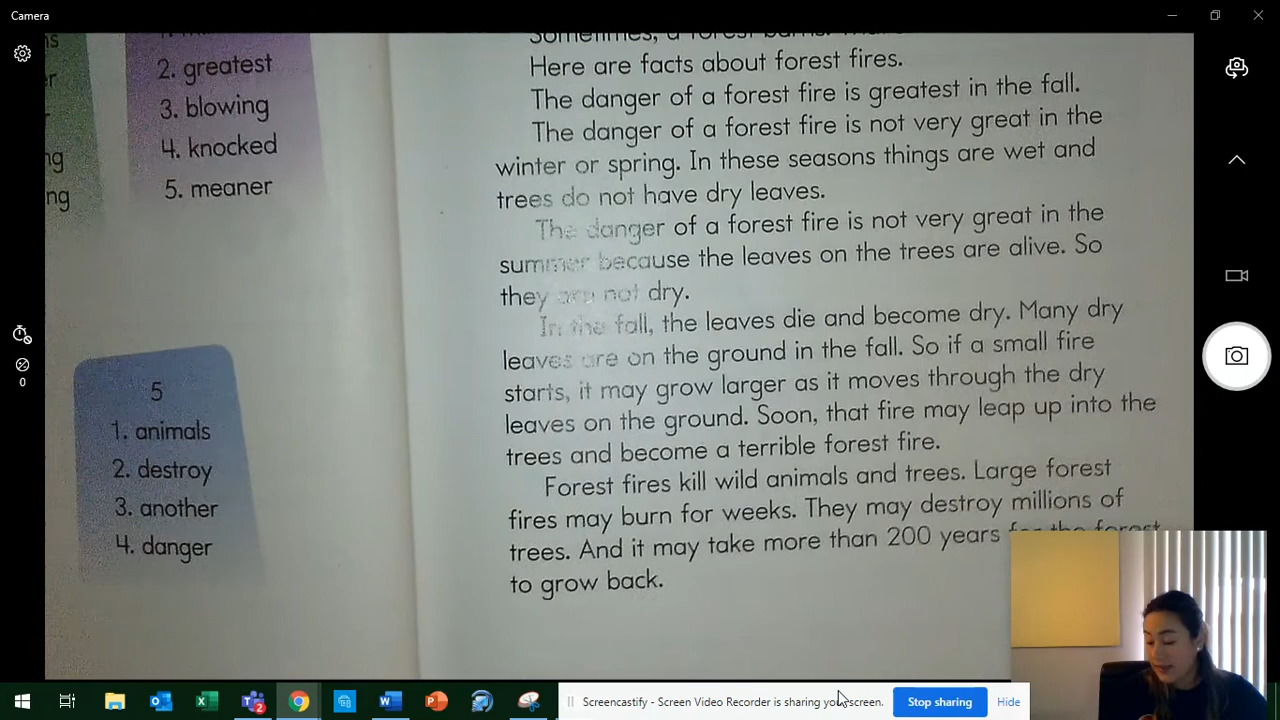 Camera
2. greatest
3. blowing
4. knocked
5. meaner
ng
ng
5
1. animals
2. destroy
3. another
4. danger
Sometimes, a forest burns.
Here are facts about forest fires.
The danger of a forest fire is greatest in the fall.
The danger of a forest fire is not very great in the
winter or spring. In these seasons things are wet and
trees do not have dry leaves.
The danger of a forest fire is not very great in the
summer because the leaves on the trees are alive. So
they are not dry.
In the fall, the leaves die and become dry. Many dry
leaves are on the ground in the fall. So if a small fire
starts, it may grow larger as it moves through the dry
leaves on the ground. Soon, that fire may leap up into the
trees and become a terrible forest fire.
Forest fires kill wild animals and trees. Large forest
fires may burn for weeks. They may destroy millions of
trees. And it may take more than 200 years for the forest
to grow back.
0
2
Screencastify - Screen Video Recorder is sharing your screen.
Stop sharing
Hide